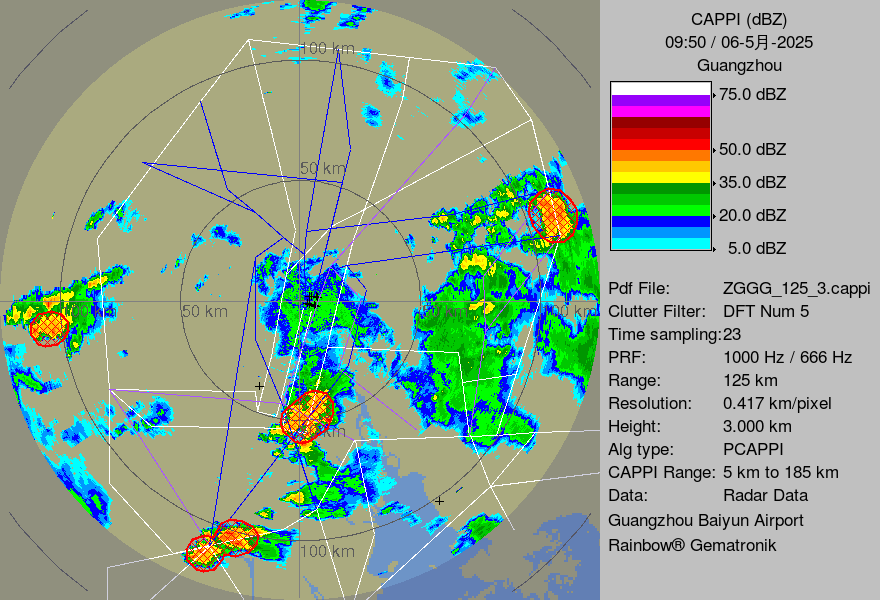 CAPPI (dBZ)
09:50 / 06-5月-2025
Guangzhou
75.0 dBZ
50.0 dBZ
35.0 dBZ
20.0 dBZ
5.0 dBZ
Pdf File: ZGGG_125_3.cappi
Clutter Filter: DFT Num 5
Time sampling:23
PRF: 1000 Hz / 666 Hz
Range: 125 km
Resolution: 0.417 km/pixel
Height: 3.000 km
Alg type: PCAPPI
CAPPI Range: 5 km to 185 km
Data: Radar Data
Guangzhou Baiyun Airport
Rainbow® Gematronik
100 km
50 km
50 km
100 km
km
100 km